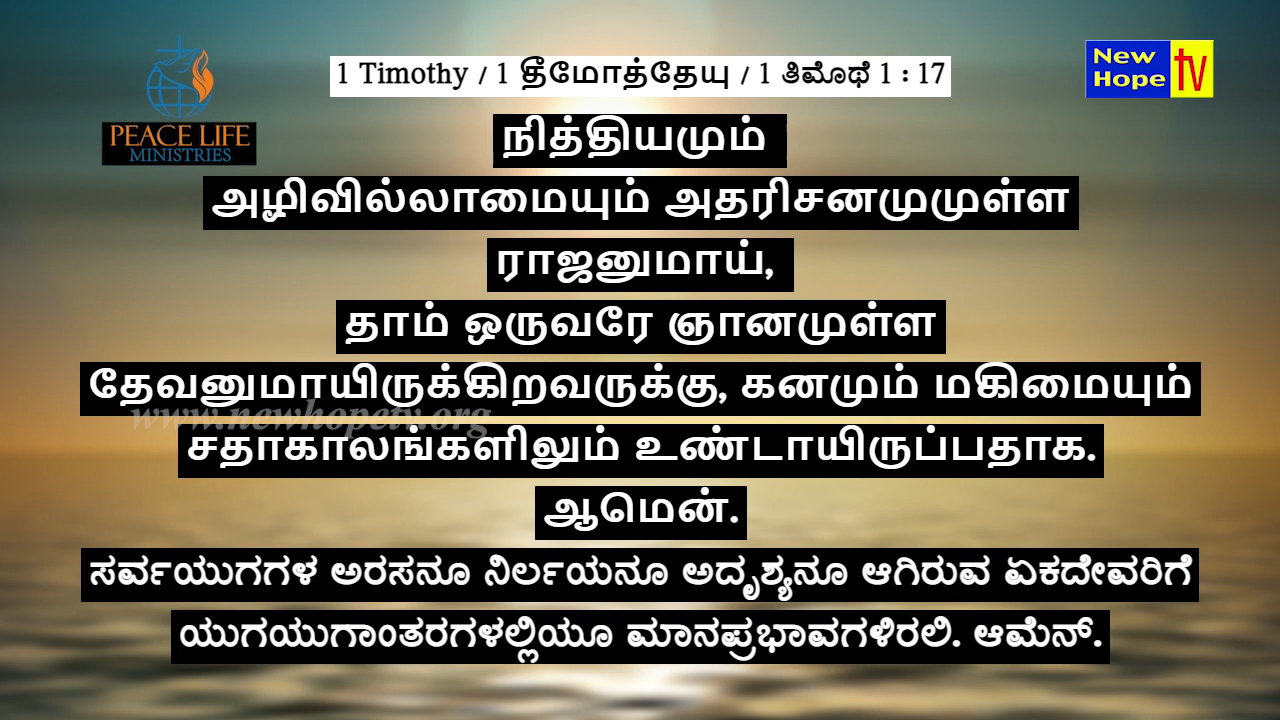 1 Timothy / 1 தீமோத்தேயு / 1 ತಿಮೊಥೆ 1 : 17
New Hope tv
PEACE LIFE
MINISTRIES
நித்தியமும்
அழிவில்லாமையும் அதரிசனமுமுள்ள
ராஜனுமாய்,
தாம் ஒருவரே ஞானமுள்ள
தேவனுமாயிருக்கிறவருக்கு, கனமும் மகிமையும்
www.newhopetv.org
சதாகாலங்களிலும் உண்டாயிருப்பதாக.
ஆமென்.
ಸರ್ವಯುಗಗಳ ಅರಸನೂ ನಿರ್ಲಯನೂ ಅದೃಶ್ಯನೂ ಆಗಿರುವ ಏಕದೇವರಿಗೆ
ಯುಗಯುಗಾಂತರಗಳಲ್ಲಿಯೂ ಮಾನಪ್ರಭಾವಗಳಿರಲಿ. ಆಮೆನ್.